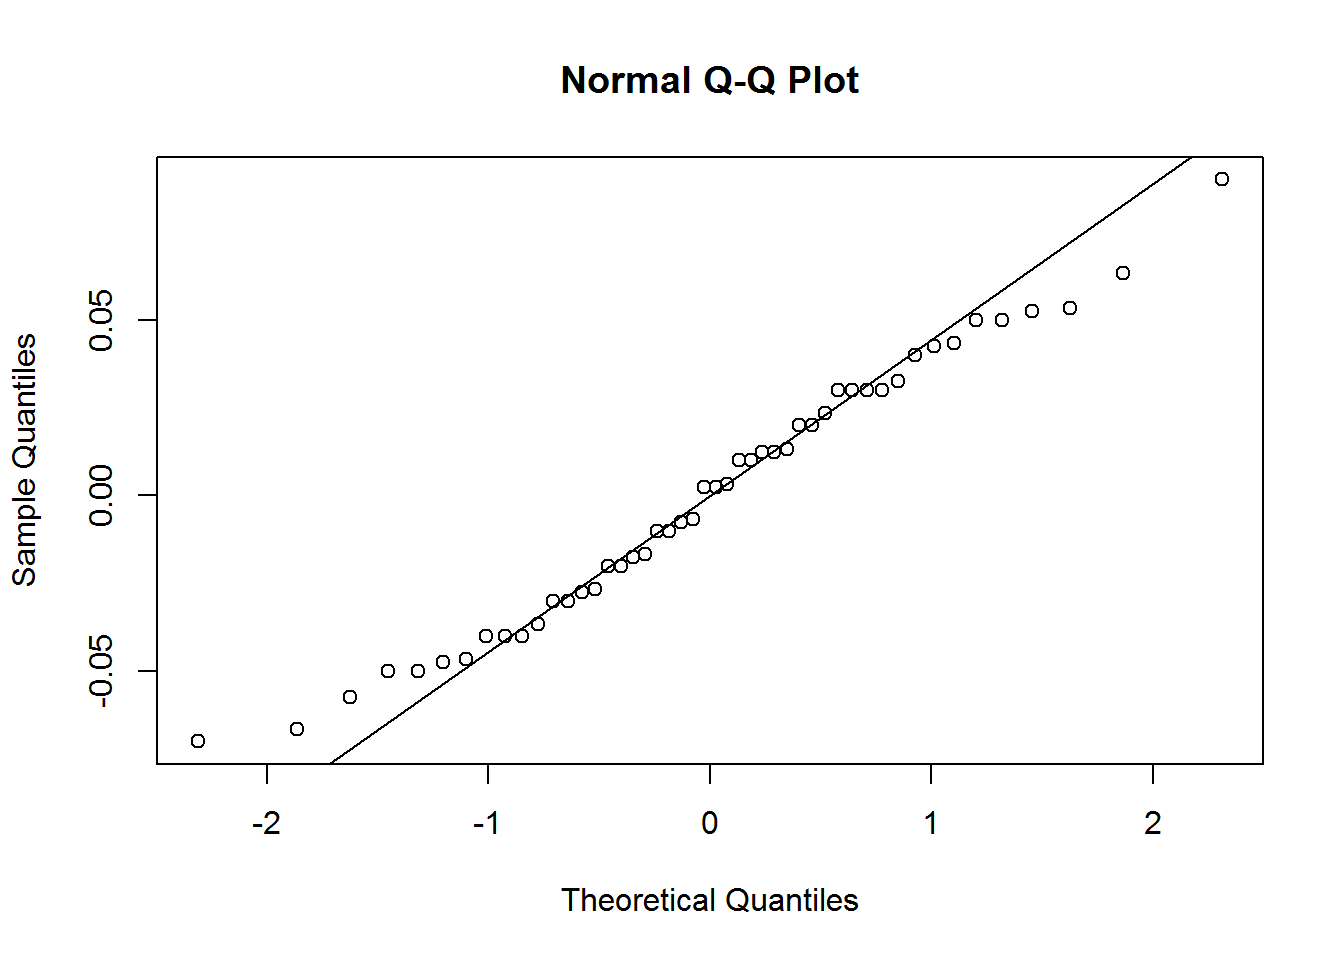 Normal Q-Q Plot
Sample Quantiles
0.05
0.00
-0.05
-2 -1 0 1 2
Theoretical Quantiles